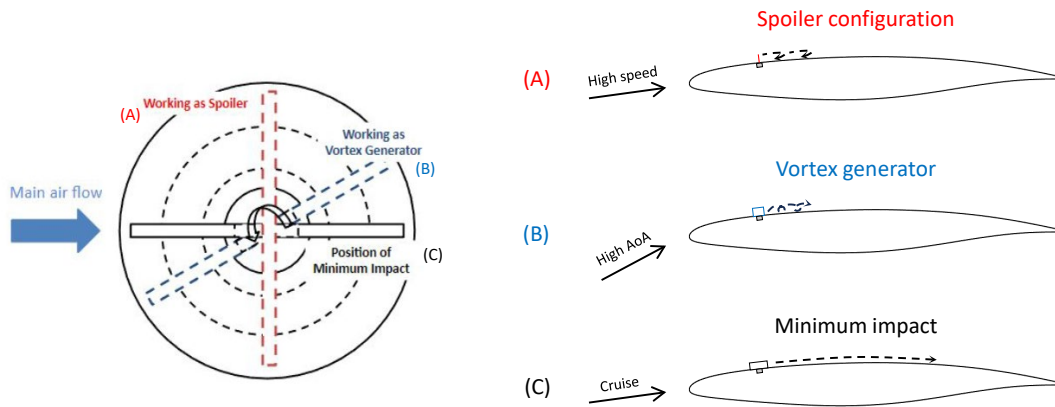 (A) Working as Spoiler
Working as
Vortex Generator
(B)
Main air flow
Position of
Minimum Impact
(C)
Spoiler configuration
(A)
High speed
Vortex generator
(B)
High AoA
Minimum impact
(C)
Cruise